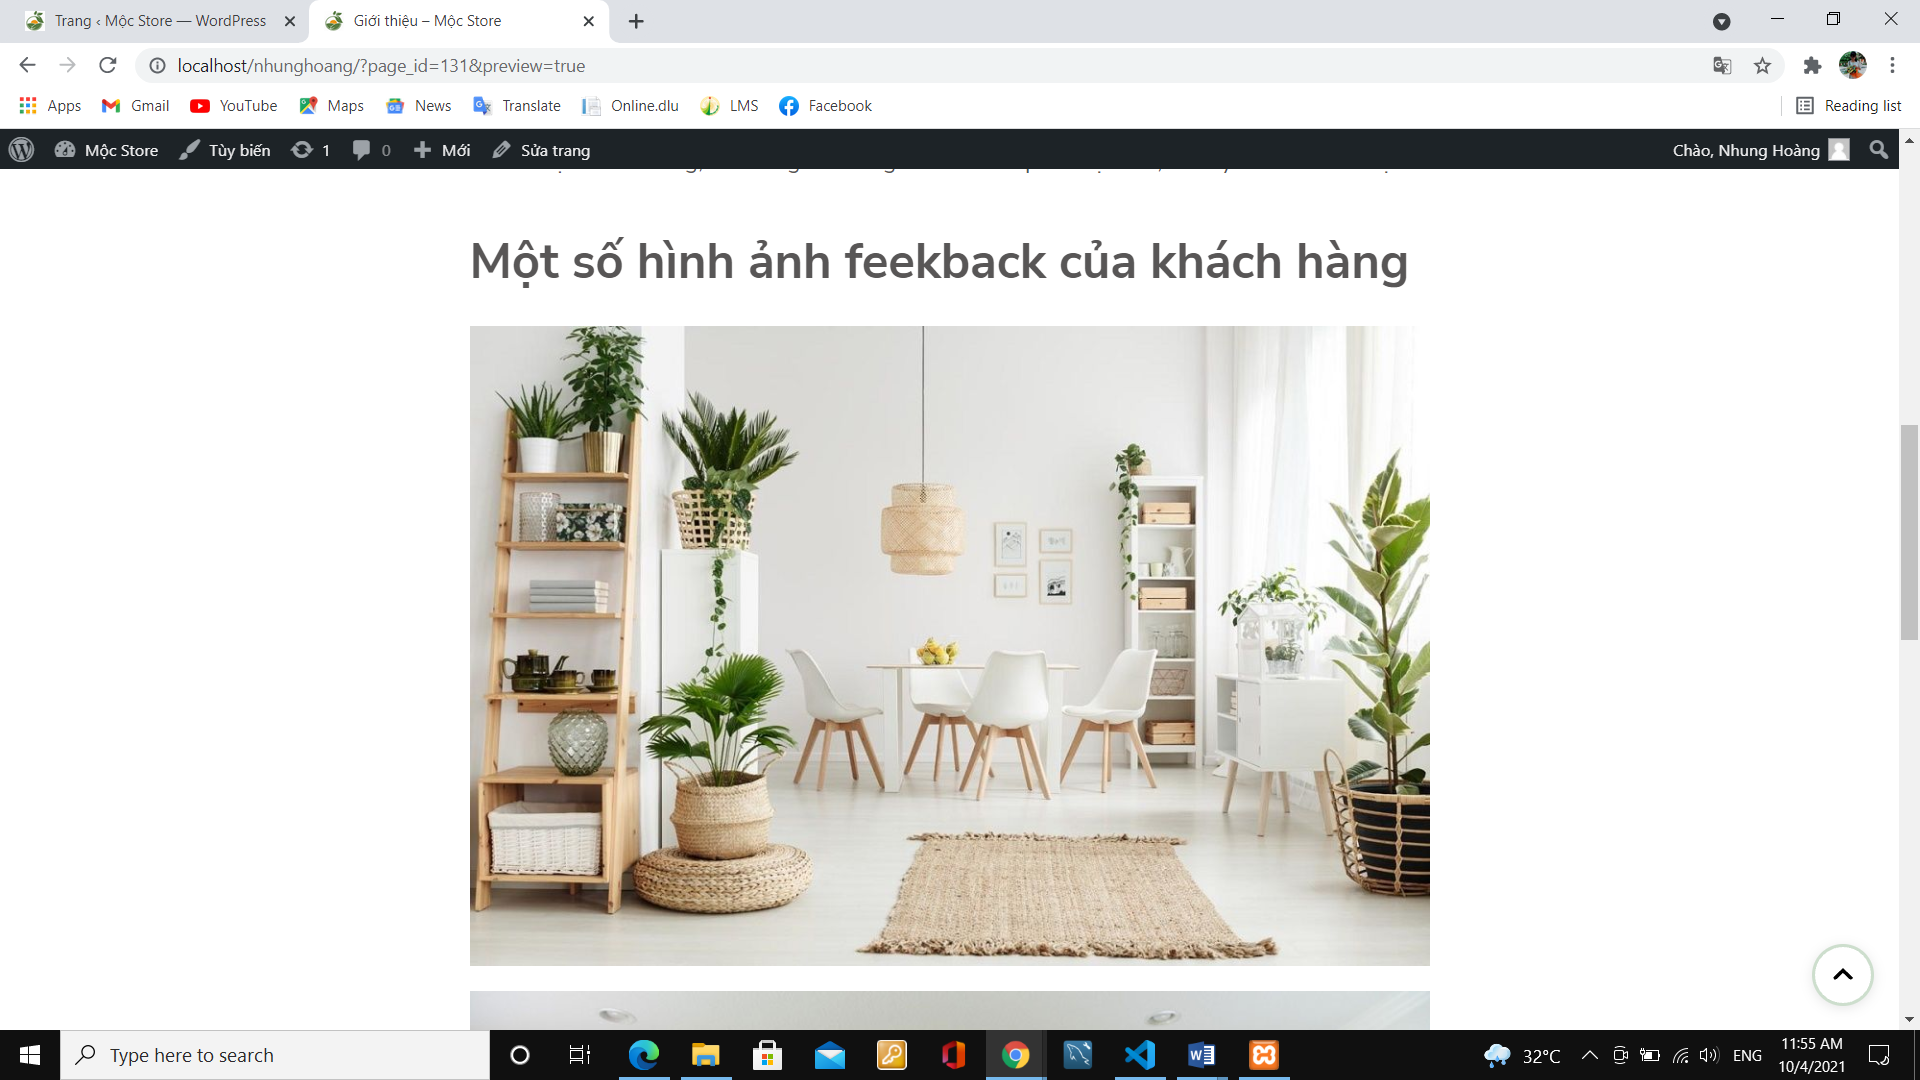 Trang ‹ Mộc Store — WordPress
Giới thiệu – Mộc Store
localhost/nhunghoang/?page_id=131&preview=true
Apps
Gmail
YouTube
Maps
News
Translate
Online.dlu
LMS
Facebook
Reading list
Mộc Store
Tùy biến
1
0
Mới
Sửa trang
Chào, Nhung Hoàng
Một số hình ảnh feekback của khách hàng
Type here to search
32°C
ENG
11:55 AM
10/4/2021